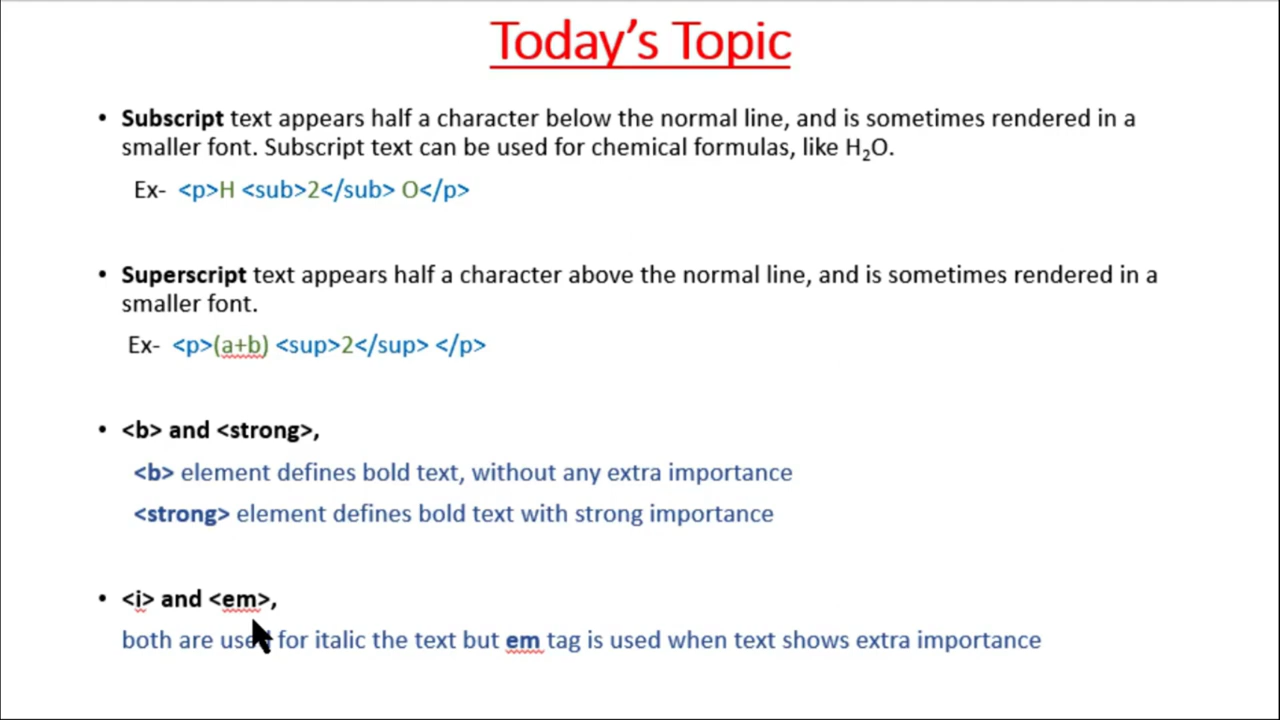 Today’s Topic
• Subscript text appears half a character below the normal line, and is sometimes rendered in a
smaller font. Subscript text can be used for chemical formulas, like H₂O.
Ex- <p>H <sub>2</sub> O</p>
• Superscript text appears half a character above the normal line, and is sometimes rendered in a
smaller font.
Ex- <p>(a+b) <sup>2</sup> </p>
• <b> and <strong>,
<b> element defines bold text, without any extra importance
<strong> element defines bold text with strong importance
• <i> and <em>,
both are used for italic the text but em tag is used when text shows extra importance